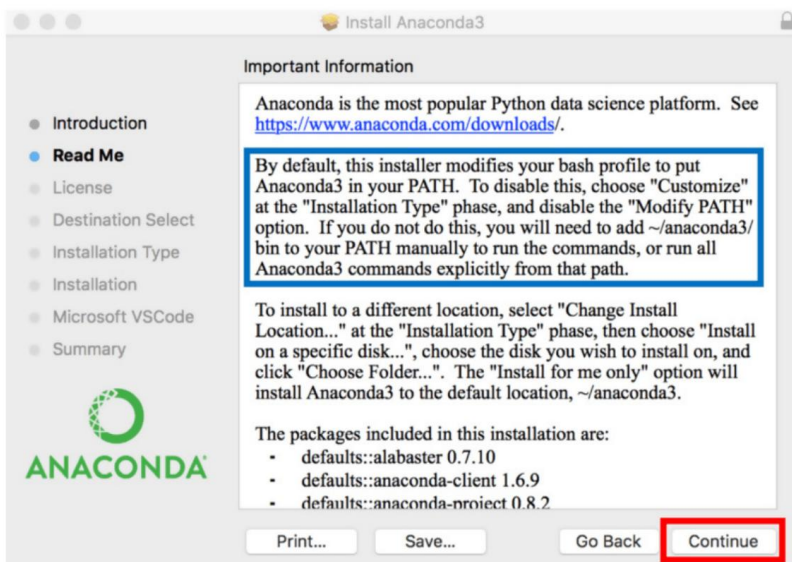 Install Anaconda3
Important Information
Introduction
Read Me
License
Destination Select
Installation Type
Installation
Microsoft VSCode
Summary
ANACONDA
Anaconda is the most popular Python data science platform.  See
https://www.anaconda.com/downloads/.
By default, this installer modifies your bash profile to put
Anaconda3 in your PATH.  To disable this, choose "Customize"
at the "Installation Type" phase, and disable the "Modify PATH"
option.  If you do not do this, you will need to add ~/anaconda3/
bin to your PATH manually to run the commands, or run all
Anaconda3 commands explicitly from that path.
To install to a different location, select "Change Install
Location..." at the "Installation Type" phase, then choose "Install
on a specific disk...", choose the disk you wish to install on, and
click "Choose Folder...".  The "Install for me only" option will
install Anaconda3 to the default location, ~/anaconda3.
The packages included in this installation are:
- defaults::alabaster 0.7.10
- defaults::anaconda-client 1.6.9
- defaults::anaconda-project 0.8.2
Print...
Save...
Go Back
Continue